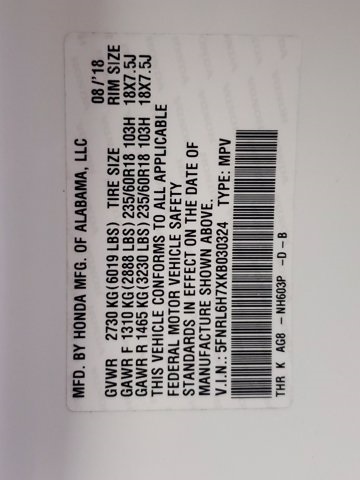 MFD. BY HONDA MFG. OF ALABAMA, LLC 08/'18
GVWR 2730 KG(6019 LBS) TIRE SIZE RIM SIZE
GAWR F 1310 KG(2888 LBS) 235/60R18 103H 18X7.5J
GAWR R 1465 KG(3230 LBS) 235/60R18 103H 18X7.5J
THIS VEHICLE CONFORMS TO ALL APPLICABLE
FEDERAL MOTOR VEHICLE SAFETY
STANDARDS IN EFFECT ON THE DATE OF
MANUFACTURE SHOWN ABOVE.
V.I.N.: 5FNRL6H7XKB030324 TYPE: MPV
THR K AG8 - NH603P -D-B